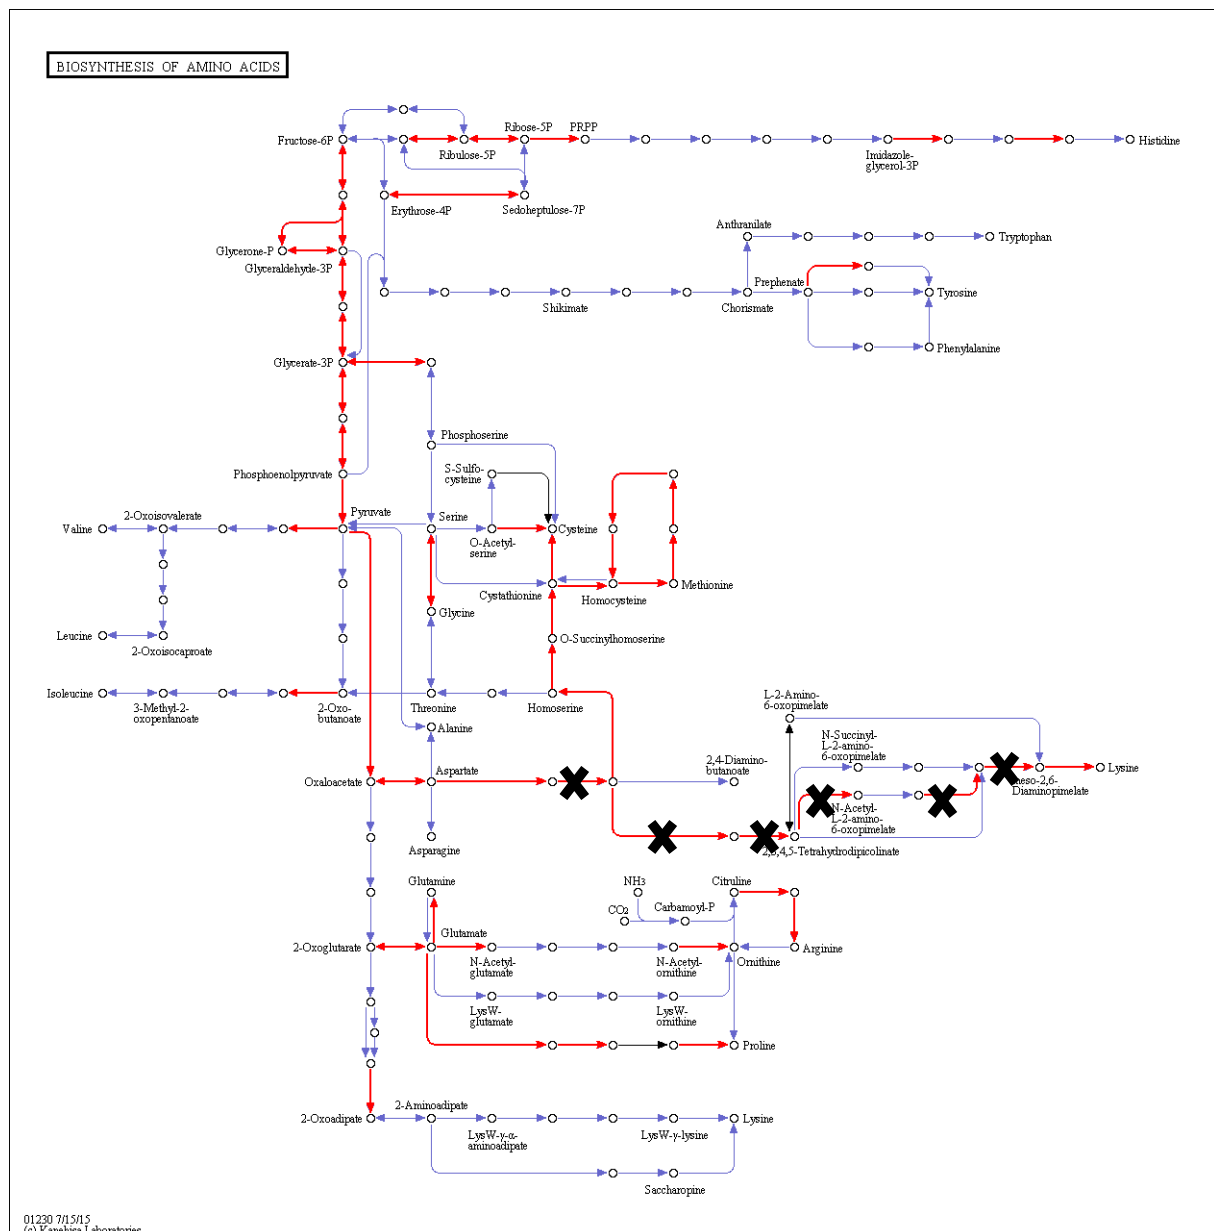 BIOSYNTHESIS OF AMINO ACIDS
Fructose-6P
Ribulose-5P
Ribose-5P
PRPP
Imidazole-
glycerol-3P
Histidine
Erythrose-4P
Sedoheptulose-7P
Glycerone-P
Glyceraldehyde-3P
Anthranilate
Tryptophan
Prephenate
Shikimate
Chorismate
Tyrosine
Phenylalanine
Glycerate-3P
Phosphoserine
Phosphoenolpyruvate
S-Sulfo-
cysteine
Valine
2-Oxoisovalerate
Pyruvate
Serine
O-Acetyl-
serine
Cysteine
Cystathionine
Homocysteine
Methionine
Glycine
Leucine
2-Oxoisocaproate
O-Succinylhomoserine
Isoleucine
3-Methyl-2-
oxopentanoate
2-Oxo-
butanoate
Threonine
Homoserine
Alanine
L-2-Amino-
6-oxopimelate
N-Succinyl-
L-2-amino-
6-oxopimelate
2,4-Diamino-
butanoate
Oxaloacetate
Aspartate
Lysine
meso-2,6-
Diaminopimelate
N-Acetyl-
L-2-amino-
6-oxopimelate
2,3,4,5-Tetrahydrodipicolinate
Asparagine
Glutamine
NH3
CO2
Carbamoyl-P
Citruline
2-Oxoglutarate
Glutamate
N-Acetyl-
glutamate
N-Acetyl-
ornithine
Ornithine
Arginine
LysW-
glutamate
LysW-
ornithine
Proline
2-Oxoadipate
2-Aminoadipate
LysW-γ-α-
aminoadipate
LysW-γ-lysine
Lysine
Saccharopine
01230 7/15/15
(c) Kanehisa Laboratories